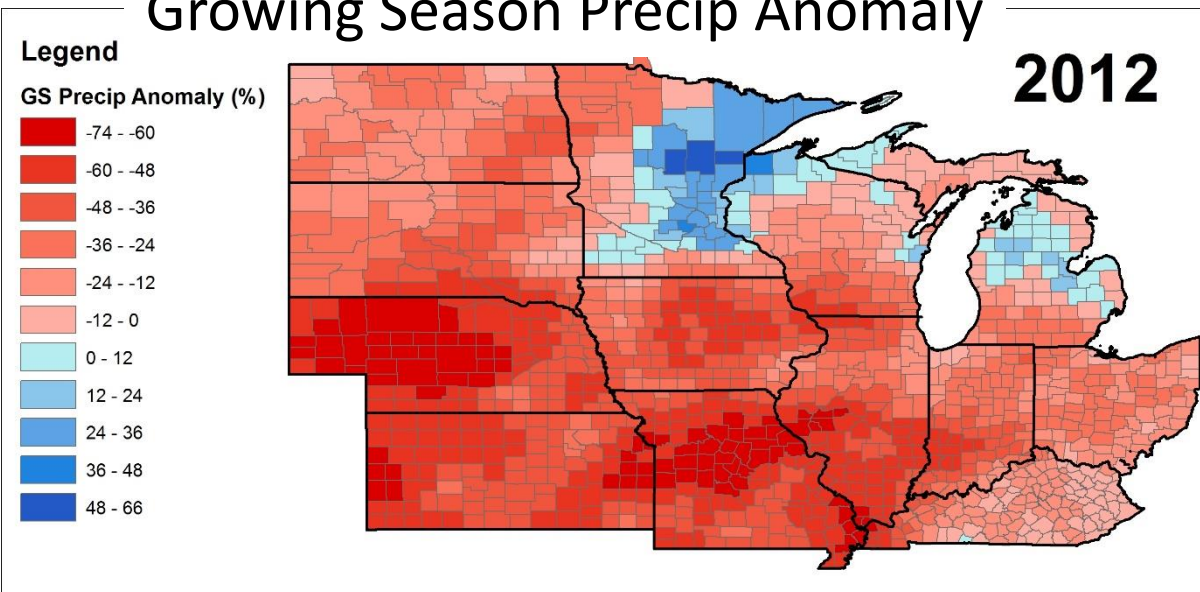 Growing Season Precip Anomaly
Legend
GS Precip Anomaly (%)
2012
-74 - -60
-60 - -48
-48 - -36
-36 - -24
-24 - -12
-12 - 0
0 - 12
12 - 24
24 - 36
36 - 48
48 - 66